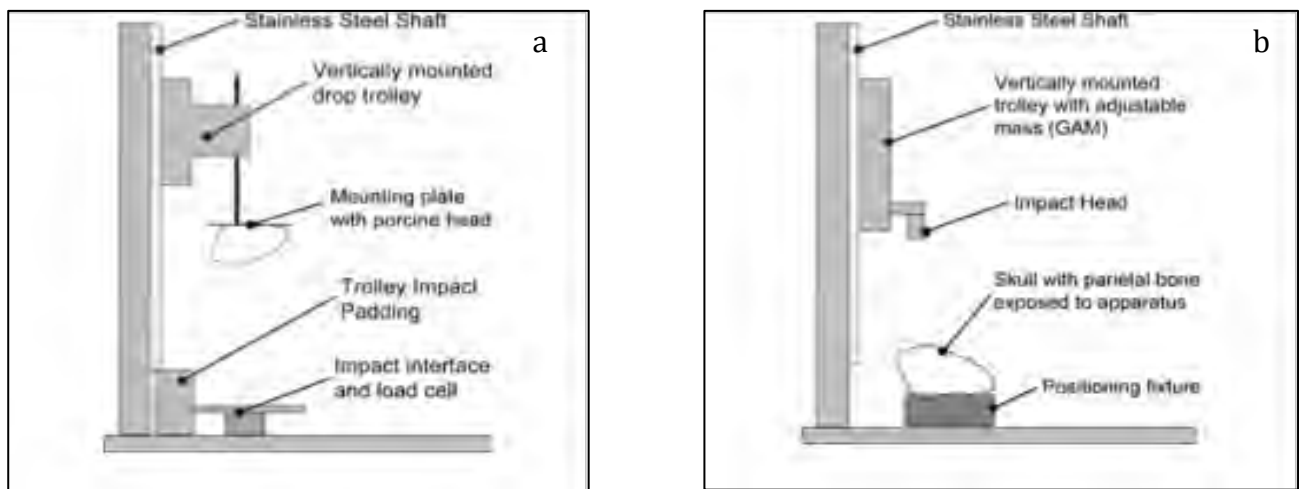 Stainless Steel Shaft
a
Vertically mounted
drop trolley
Mounting plate
with porcine head
Trolley Impact
Padding
Impact interface
and load cell
Stainless Steel Shaft
b
Vertically mounted
trolley with adjustable
mass (GAM)
Impact Head
Skull with parietal bone
exposed to apparatus
Positioning fixture